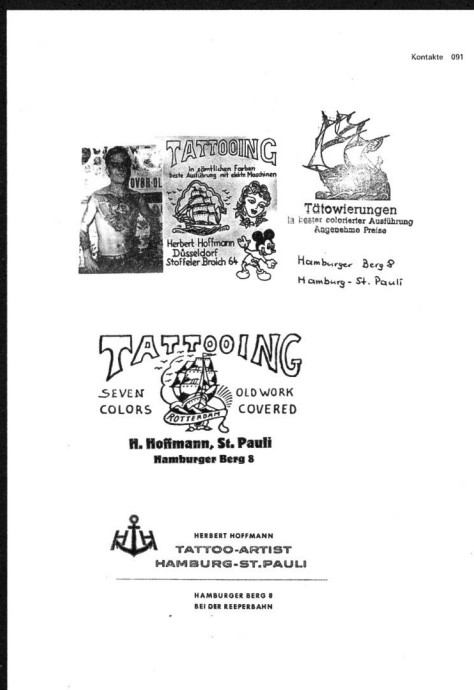 Kontakte 091
TATTOOING
in sämtlichen Farben
beste Ausführung mit elektr. Maschinen
Herbert Hoffmann
Düsseldorf
Stoffeler Broich 64
Tätowierungen
in bester colorierter Ausführung
Angenehme Preise
Hamburger Berg 8
Hamburg - St. Pauli
TATTOOING
SEVEN
COLORS
OLD WORK
COVERED
ROTTERDAM
H. Hoffmann, St. Pauli
Hamburger Berg 8
H H
HERBERT HOFFMANN
TATTOO-ARTIST
HAMBURG-ST.PAULI
HAMBURGER BERG 8
BEI DER REEPERBAHN